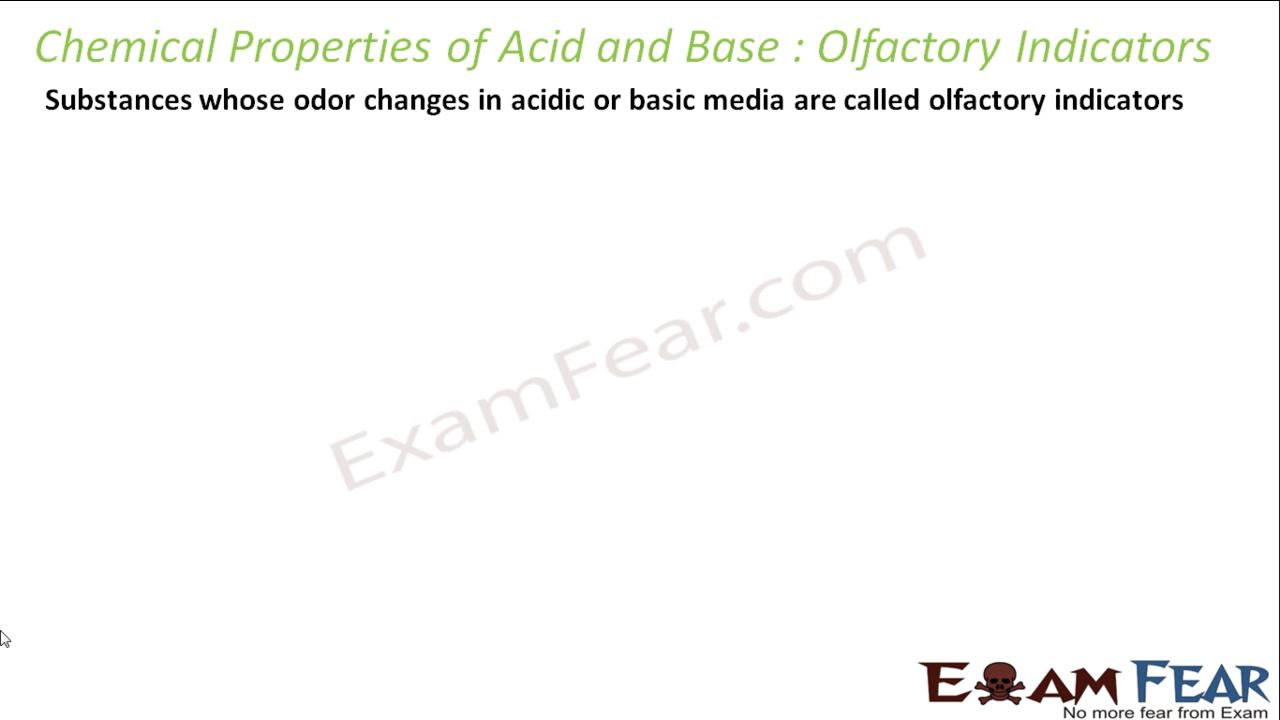 Chemical Properties of Acid and Base : Olfactory Indicators
Substances whose odor changes in acidic or basic media are called olfactory indicators
ExamFear.com
EXAM FEAR
No more fear from Exam